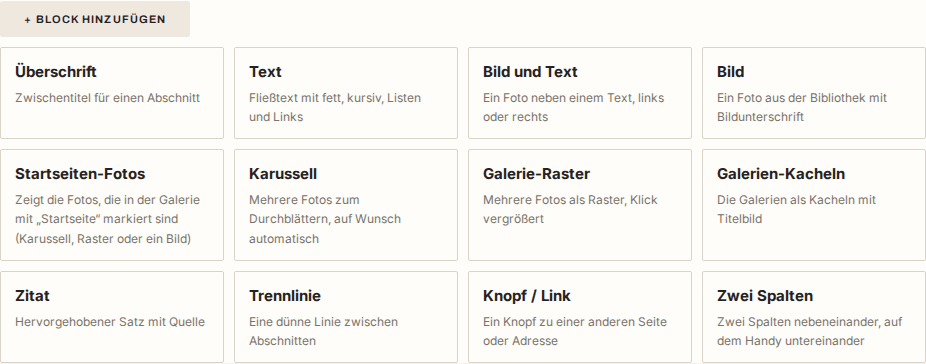 + BLOCK HINZUFÜGEN
Überschrift
Zwischentitel für einen Abschnitt
Text
Fließtext mit fett, kursiv, Listen
und Links
Bild und Text
Ein Foto neben einem Text, links
oder rechts
Bild
Ein Foto aus der Bibliothek mit
Bildunterschrift
Startseiten-Fotos
Zeigt die Fotos, die in der Galerie
mit „Startseite“ markiert sind
(Karussell, Raster oder ein Bild)
Karussell
Mehrere Fotos zum
Durchblättern, auf Wunsch
automatisch
Galerie-Raster
Mehrere Fotos als Raster, Klick
vergrößert
Galerien-Kacheln
Die Galerien als Kacheln mit
Titelbild
Zitat
Hervorgehobener Satz mit Quelle
Trennlinie
Eine dünne Linie zwischen
Abschnitten
Knopf / Link
Ein Knopf zu einer anderen Seite
oder Adresse
Zwei Spalten
Zwei Spalten nebeneinander, auf
dem Handy untereinander